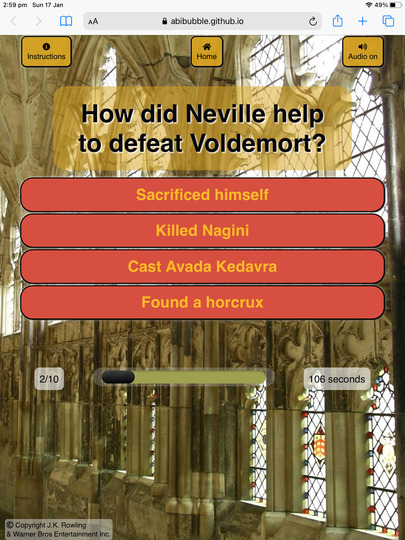 2:59 pm Sun 17 Jan
49%
AA
abibubble.github.io
Instructions
Home
Audio on
How did Neville help
to defeat Voldemort?
Sacrificed himself
Killed Nagini
Cast Avada Kedavra
Found a horcrux
2/10
106 seconds
© Copyright J.K. Rowling
& Warner Bros Entertainment Inc.